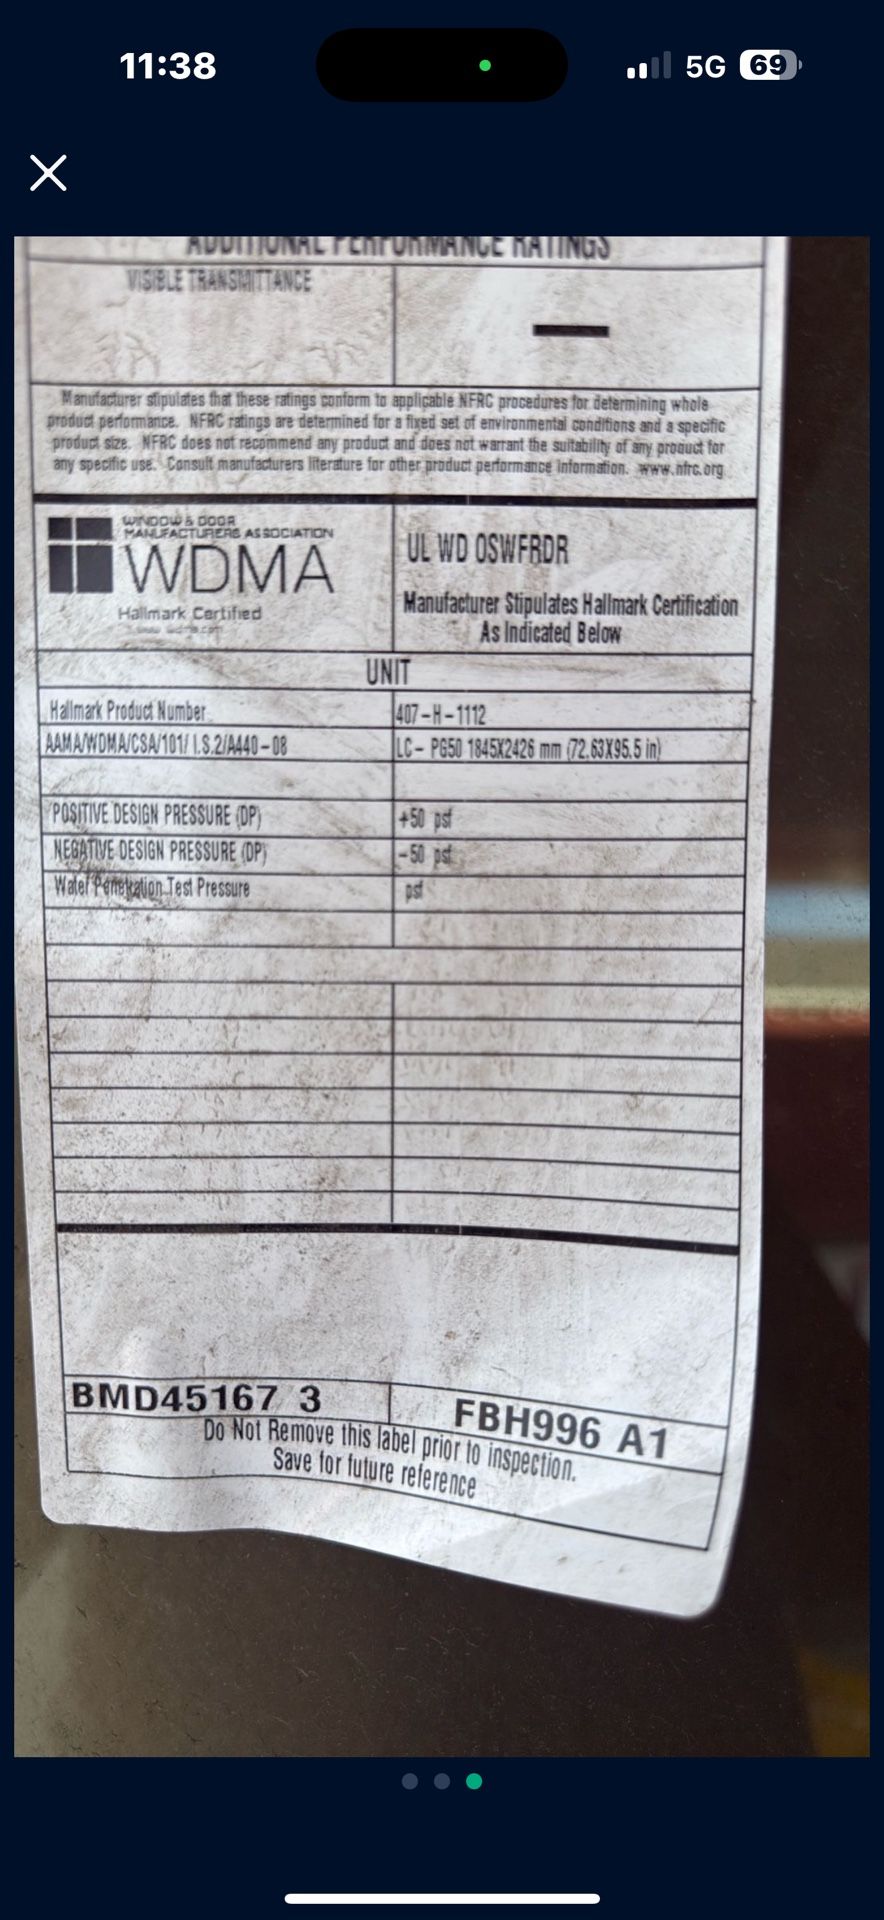 11:38
5G 69
ADDITIONAL PERFORMANCE RATINGS
VISIBLE TRANSMITTANCE
—
Manufacturer stipulates that these ratings conform to applicable NFRC procedures for determining whole
product performance. NFRC ratings are determined for a fixed set of environmental conditions and a specific
product size. NFRC does not recommend any product and does not warrant the suitability of any product for
any specific use. Consult manufacturers literature for other product performance information. www.nfrc.org
WINDOW & DOOR
MANUFACTURERS ASSOCIATION
WDMA
Hallmark Certified
UL WD OSWFRDR
Manufacturer Stipulates Hallmark Certification
As Indicated Below
UNIT
Hallmark Product Number 407-H-1112
AAMA/WDMA/CSA/101/ I.S.2/A440-08 LC- PG50 1845X2426 mm (72.63X95.5 in)
POSITIVE DESIGN PRESSURE (DP) +50 psf
NEGATIVE DESIGN PRESSURE (DP) -50 psf
Water Penetration Test Pressure psf
BMD45167 3 FBH996 A1
Do Not Remove this label prior to inspection.
Save for future reference